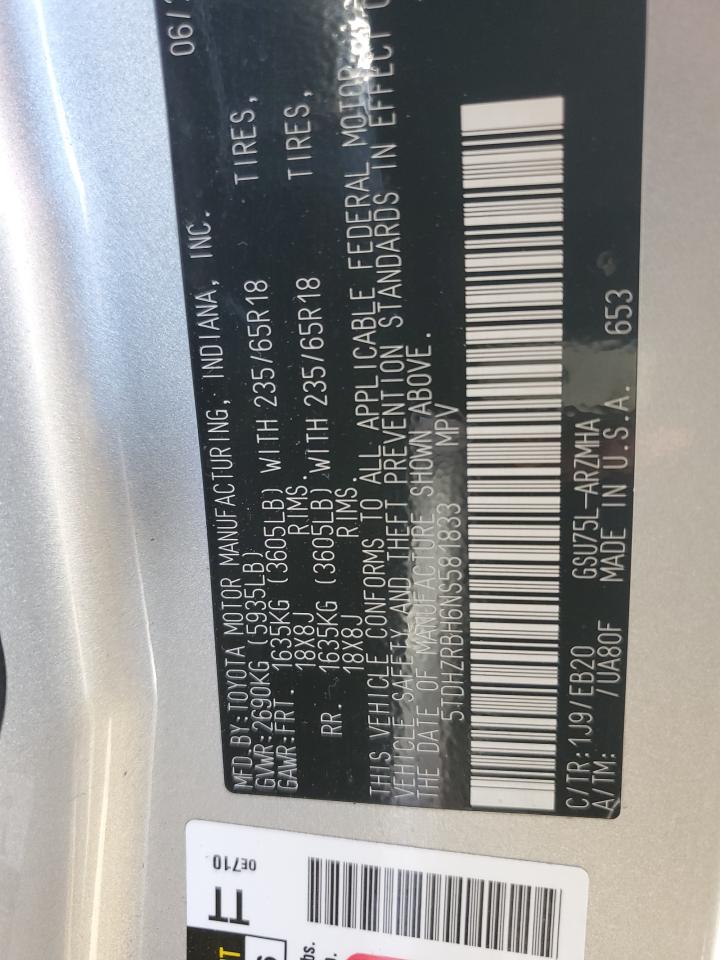 MFD.BY:TOYOTA MOTOR MANUFACTURING, INDIANA, INC. 06/
GVWR:2690KG (5935LB)
GAWR:FRT. 1635KG (3605LB) WITH 235/65R18 TIRES,
18X8J RIMS.
RR. 1635KG (3605LB) WITH 235/65R18 TIRES,
18X8J RIMS.
THIS VEHICLE CONFORMS TO ALL APPLICABLE FEDERAL MOTOR
VEHICLE SAFETY AND THEFT PREVENTION STANDARDS IN EFFECT
THE DATE OF MANUFACTURE SHOWN ABOVE.
5TDHZRBH6NS581833 MPV
C/TR:1J9/EB20 GSU75L-ARZMHA
A/TM: /UA80F MADE IN U.S.A. 653
0E710
TT